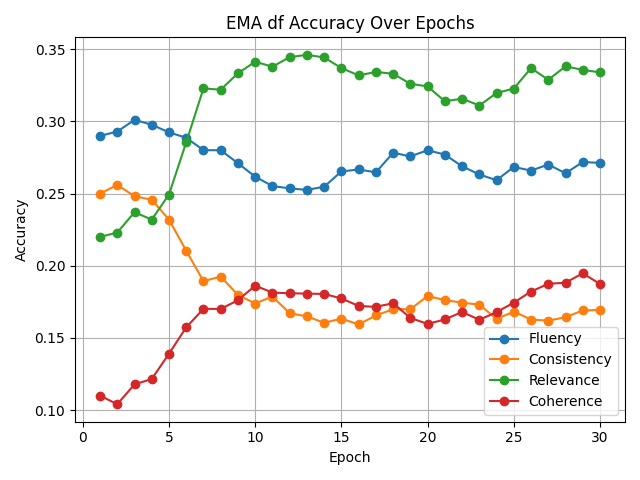 EMA df Accuracy Over Epochs
0.35
0.30
0.25
0.20
0.15
0.10
Accuracy
0 5 10 15 20 25 30
Epoch
Fluency
Consistency
Relevance
Coherence